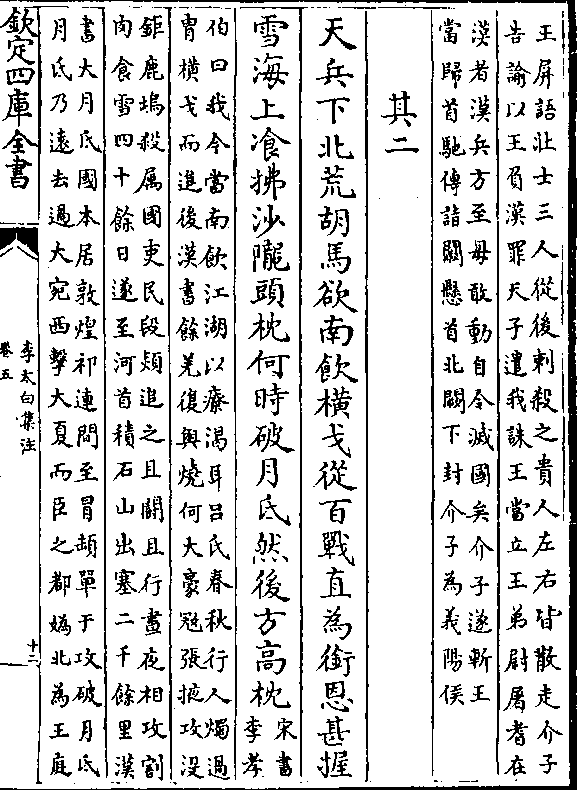 王屏語壯士三人從後刺殺之貴人左右皆散走介子
告諭以王負漢罪天子遣我誅王當立王弟尉屠耆在
漢者漢兵方至毋敢動自令滅國矣介子遂斬王
當歸首馳傳詣闕懸首北闕下封介子為義陽侯
其二
天兵下北荒胡馬欲南飲橫戈從百戰直為銜恩甚握
雪海上飡拂沙隴頭枕何時破月氐然後方高枕
宋書
李孝
伯曰我今當南飲江湖以療渴耳呂氏春秋行人燭過
冑橫戈而進後漢書餘羌復與燒何大豪寇張掖攻沒
鉅鹿塢殺属國吏民段熲追之且鬭且行晝夜相攻割
肉食雪四十餘日遂至河首積石山出塞二千餘里漢
書大月氐國本居敦煌祁連間至冒頓單于攻破月氐
月氐乃遠去過大宛西擊大夏而臣之都媯北為王庭
欽定四庫全書
李太白集注
卷五
十二